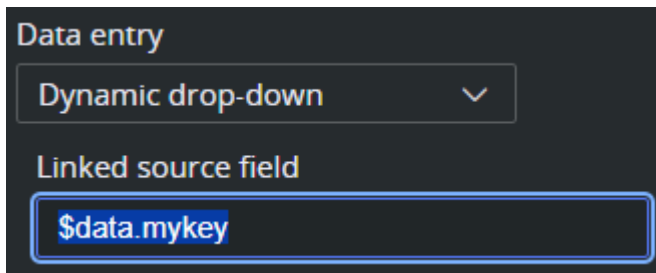 Data entry
Dynamic drop-down
Linked source field
$data.mykey